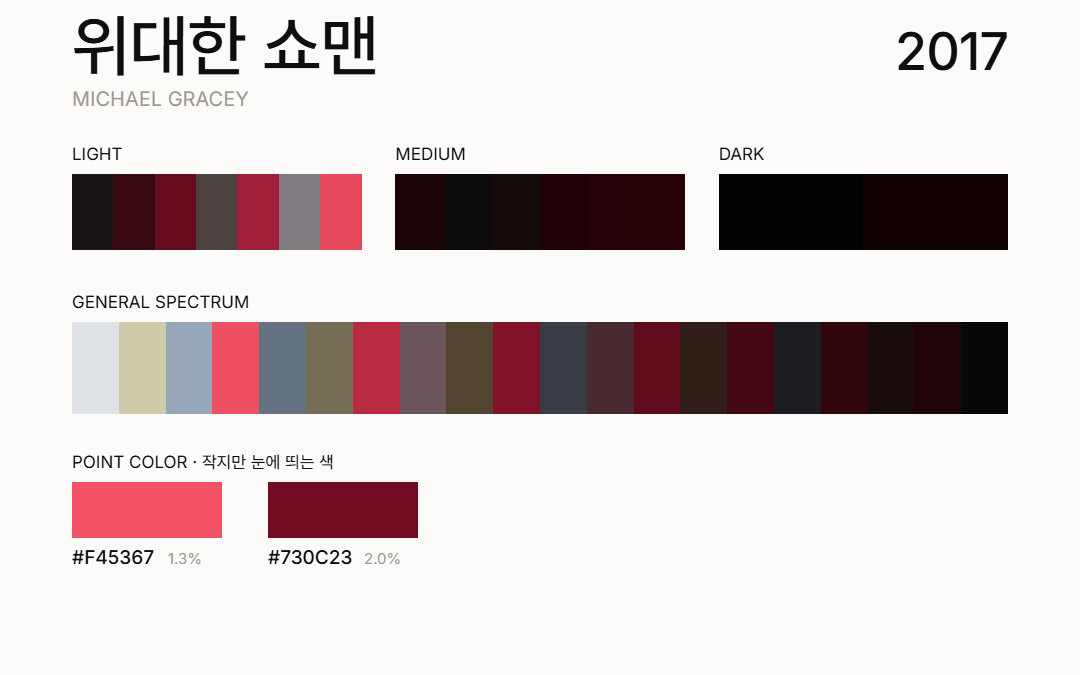 위대한 쇼맨
2017
MICHAEL GRACEY
LIGHT
MEDIUM
DARK
GENERAL SPECTRUM
POINT COLOR · 작지만 눈에 띄는 색
#F45367 1.3%
#730C23 2.0%